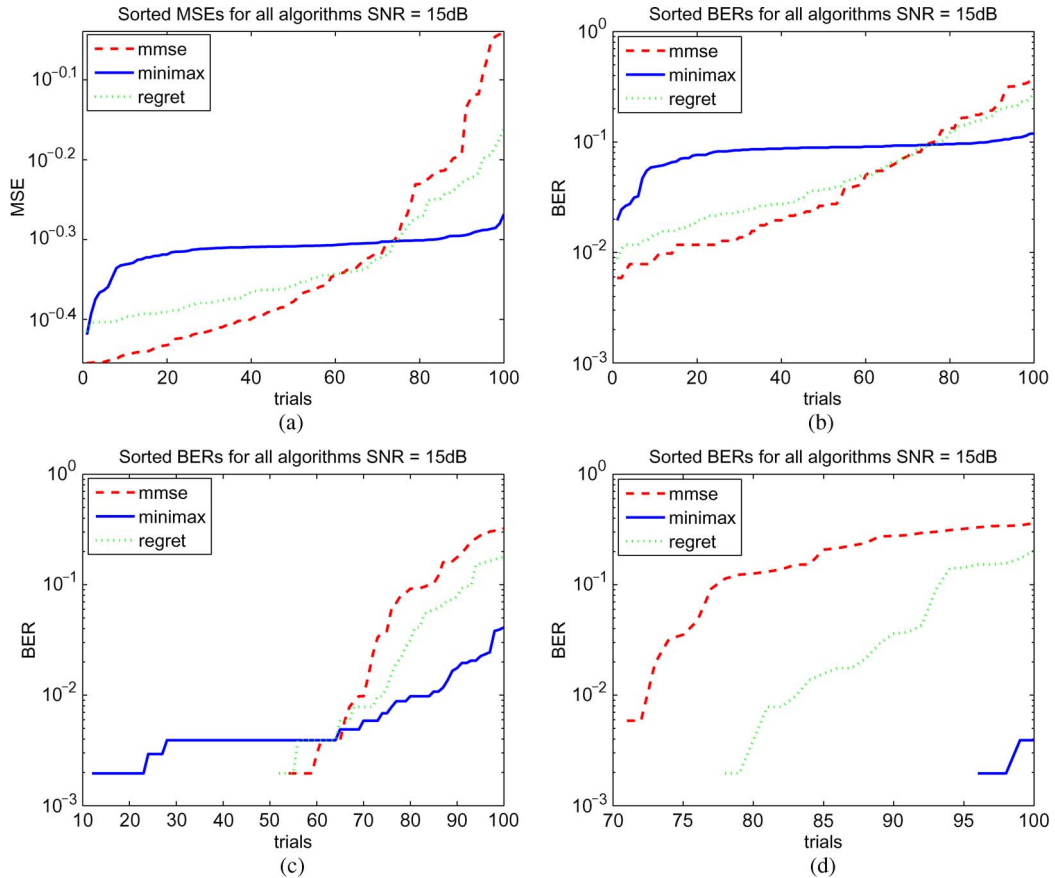 Sorted MSEs for all algorithms SNR = 15dB
mmse
minimax
regret
10^-0.1
10^-0.2
10^-0.3
10^-0.4
MSE
0 20 40 60 80 100
trials
(a)
Sorted BERs for all algorithms SNR = 15dB
mmse
minimax
regret
10^0
10^-1
10^-2
10^-3
BER
0 20 40 60 80 100
trials
(b)
Sorted BERs for all algorithms SNR = 15dB
mmse
minimax
regret
10^0
10^-1
10^-2
10^-3
BER
10 20 30 40 50 60 70 80 90 100
trials
(c)
Sorted BERs for all algorithms SNR = 15dB
mmse
minimax
regret
10^0
10^-1
10^-2
10^-3
BER
70 75 80 85 90 95 100
trials
(d)